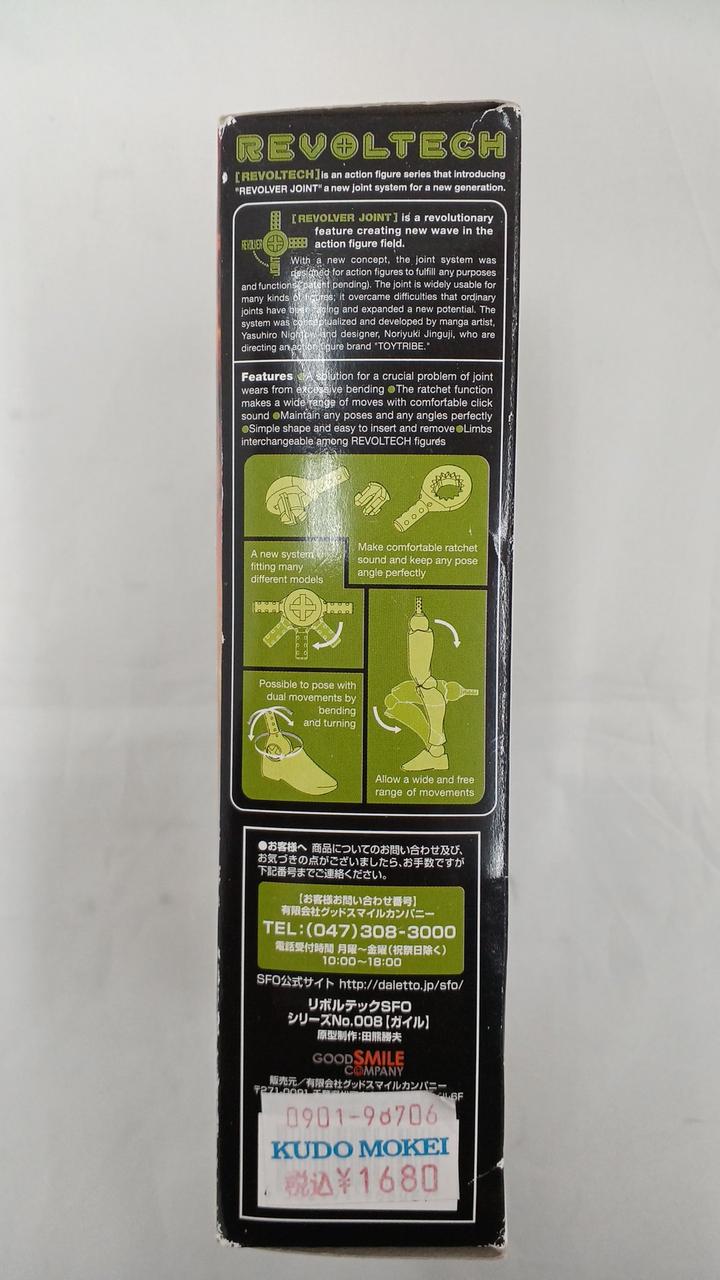 REVOLTECH
[REVOLTECH] is an action figure series that introducing
"REVOLVER JOINT" a new joint system for a new generation.
REVOLVER
[REVOLVER JOINT] is a revolutionary
feature creating new wave in the
action figure field.
With a new concept, the joint system was
designed for action figures to fulfill any purposes
and functions(patent pending). The joint is widely usable for
many kinds of figures; it overcame difficulties that ordinary
joints have been facing and expanded a new potential. The
system was conceptualized and developed by manga artist,
Yasuhiro Nightow and designer, Noriyuki Jinguji, who are
directing an action figure brand "TOYTRIBE."
Features ●A solution for a crucial problem of joint
wears from excessive bending ●The ratchet function
makes a wide range of moves with comfortable click
sound ●Maintain any poses and any angles perfectly
●Simple shape and easy to insert and remove●Limbs
interchangeable among REVOLTECH figures
A new system
fitting many
different models
Make comfortable ratchet
sound and keep any pose
angle perfectly
Possible to pose with
dual movements by
bending
and turning
Allow a wide and free
range of movements
●お客様へ 商品についてのお問い合わせ及び、
お気づきの点がございましたら、お手数ですが
下記番号までご連絡ください。
【お客様お問い合わせ番号】
有限会社グッドスマイルカンパニー
TEL:(047)308-3000
電話受付時間 月曜〜金曜(祝祭日除く)
10:00〜18:00
SFO公式サイト http://daletto.jp/sfo/
リボルテックSFO
シリーズNo.008【ガイル】
原型制作:田熊勝夫
GOOD SMILE
COMPANY
販売元/有限会社グッドスマイルカンパニー
〒271-0091
0901-98706
KUDO MOKEI
税込¥1680